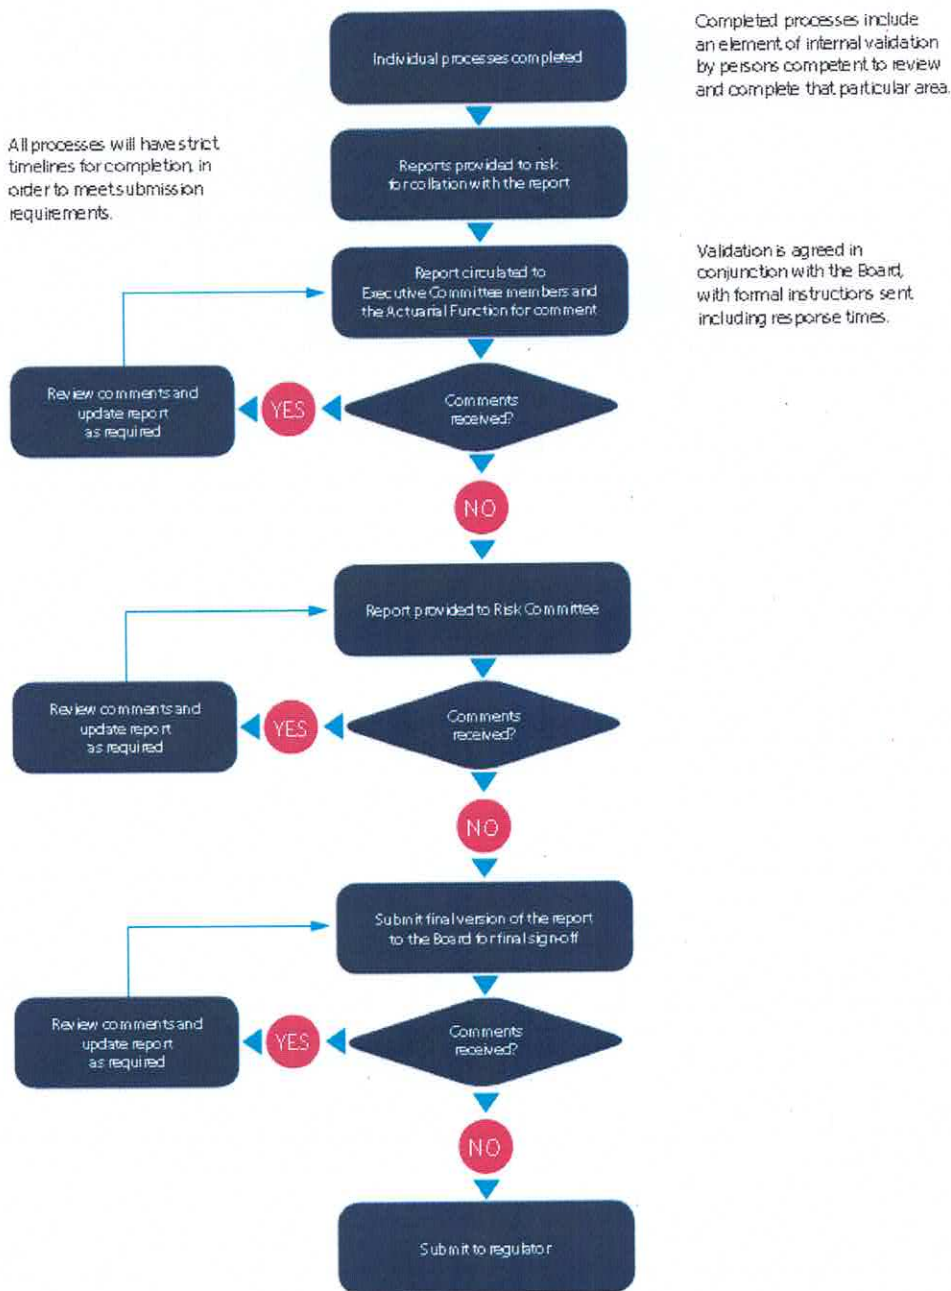 Individual processes completed
Completed processes include
an element of internal validation
by persons competent to review
and complete that particular area.
All processes will have strict
timelines for completion, in
order to meet submission
requirements.
Reports provided to risk
for collation with the report
Report circulated to
Executive Committee members and
the Actuarial Function for comment
Validation is agreed in
conjunction with the Board,
with formal instructions sent
including response times.
Review comments and
update report
as required
YES
Comments
received?
NO
Report provided to Risk Committee
Review comments and
update report
as required
YES
Comments
received?
NO
Submit final version of the report
to the Board for final sign-off
Review comments and
update report
as required
YES
Comments
received?
NO
Submit to regulator